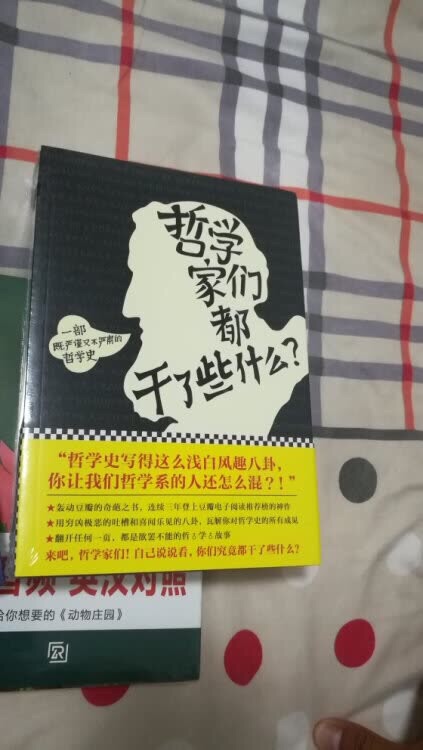 哲学
家们
都
干了些什么?
一部
既严谨又不严肃的
哲学史
“哲学史写得这么浅白风趣八卦,
你让我们哲学系的人还怎么混?!”
★轰动豆瓣的奇葩之书,连续三年登上豆瓣电子阅读推荐榜的神作
★用穷凶极恶的吐槽和喜闻乐见的八卦,瓦解你对哲学史的所有成见
★翻开任何一页,都是欲罢不能的哲&学&故事
来吧,哲学家们!自己说说看,你们究竟都干了些什么?
音频 英汉对照
给你想要的《动物庄园》